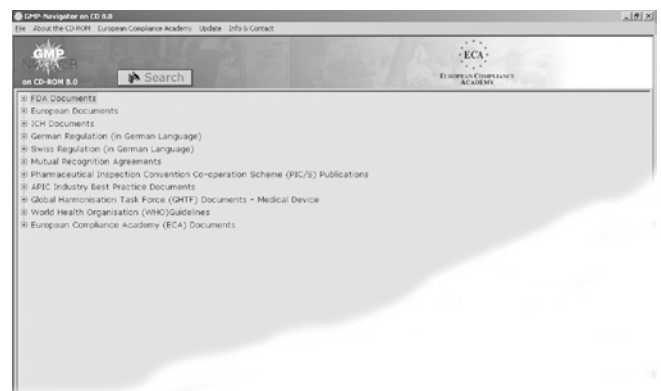 GMP-Navigator on CD 8.0
File About the CD ROM European Compliance Academy Update Info & Contact
GMP
on CD-ROM 8.0
Search
ECA
EUROPEAN COMPLIANCE
ACADEMY
FDA Documents
European Documents
ICH Documents
German Regulation (in German Language)
Swiss Regulation (in German Language)
Mutual Recognition Agreements
Pharmaceutical Inspection Convention Co-operation Scheme (PIC/S) Publications
APIC Industry Best Practice Documents
Global Harmonisation Task Force (GHTF) Documents - Medical Device
World Health Organisation (WHO)Guidelines
European Compliance Academy (ECA) Documents